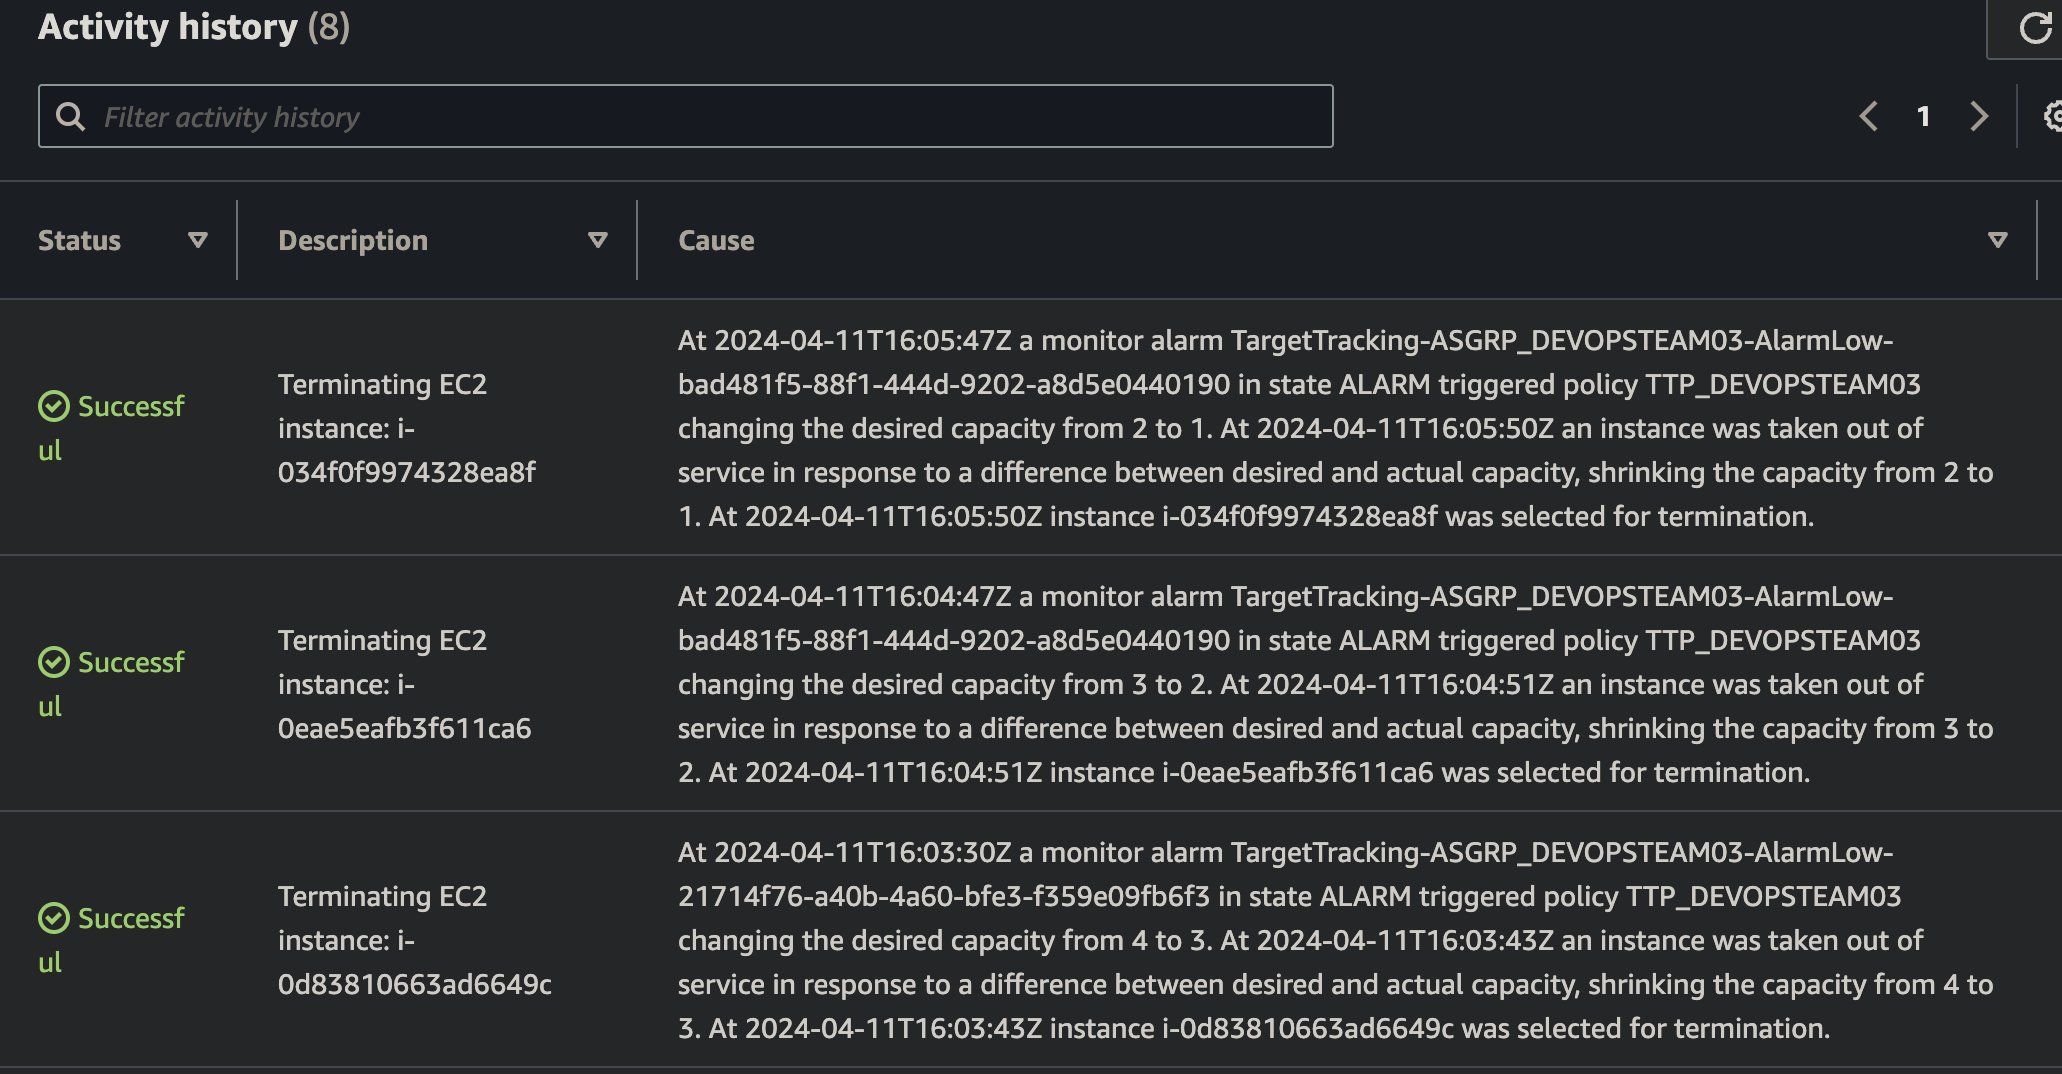 Activity history (8)
Filter activity history
1
Status
Description
Cause
Successf
ul
Terminating EC2
instance: i-
034f0f9974328ea8f
At 2024-04-11T16:05:47Z a monitor alarm TargetTracking-ASGRP_DEVOPSTEAM03-AlarmLow-
bad481f5-88f1-444d-9202-a8d5e0440190 in state ALARM triggered policy TTP_DEVOPSTEAM03
changing the desired capacity from 2 to 1. At 2024-04-11T16:05:50Z an instance was taken out of
service in response to a difference between desired and actual capacity, shrinking the capacity from 2 to
1. At 2024-04-11T16:05:50Z instance i-034f0f9974328ea8f was selected for termination.
Successf
ul
Terminating EC2
instance: i-
0eae5eafb3f611ca6
At 2024-04-11T16:04:47Z a monitor alarm TargetTracking-ASGRP_DEVOPSTEAM03-AlarmLow-
bad481f5-88f1-444d-9202-a8d5e0440190 in state ALARM triggered policy TTP_DEVOPSTEAM03
changing the desired capacity from 3 to 2. At 2024-04-11T16:04:51Z an instance was taken out of
service in response to a difference between desired and actual capacity, shrinking the capacity from 3 to
2. At 2024-04-11T16:04:51Z instance i-0eae5eafb3f611ca6 was selected for termination.
Successf
ul
Terminating EC2
instance: i-
0d83810663ad6649c
At 2024-04-11T16:03:30Z a monitor alarm TargetTracking-ASGRP_DEVOPSTEAM03-AlarmLow-
21714f76-a40b-4a60-bfe3-f359e09fb6f3 in state ALARM triggered policy TTP_DEVOPSTEAM03
changing the desired capacity from 4 to 3. At 2024-04-11T16:03:43Z an instance was taken out of
service in response to a difference between desired and actual capacity, shrinking the capacity from 4 to
3. At 2024-04-11T16:03:43Z instance i-0d83810663ad6649c was selected for termination.